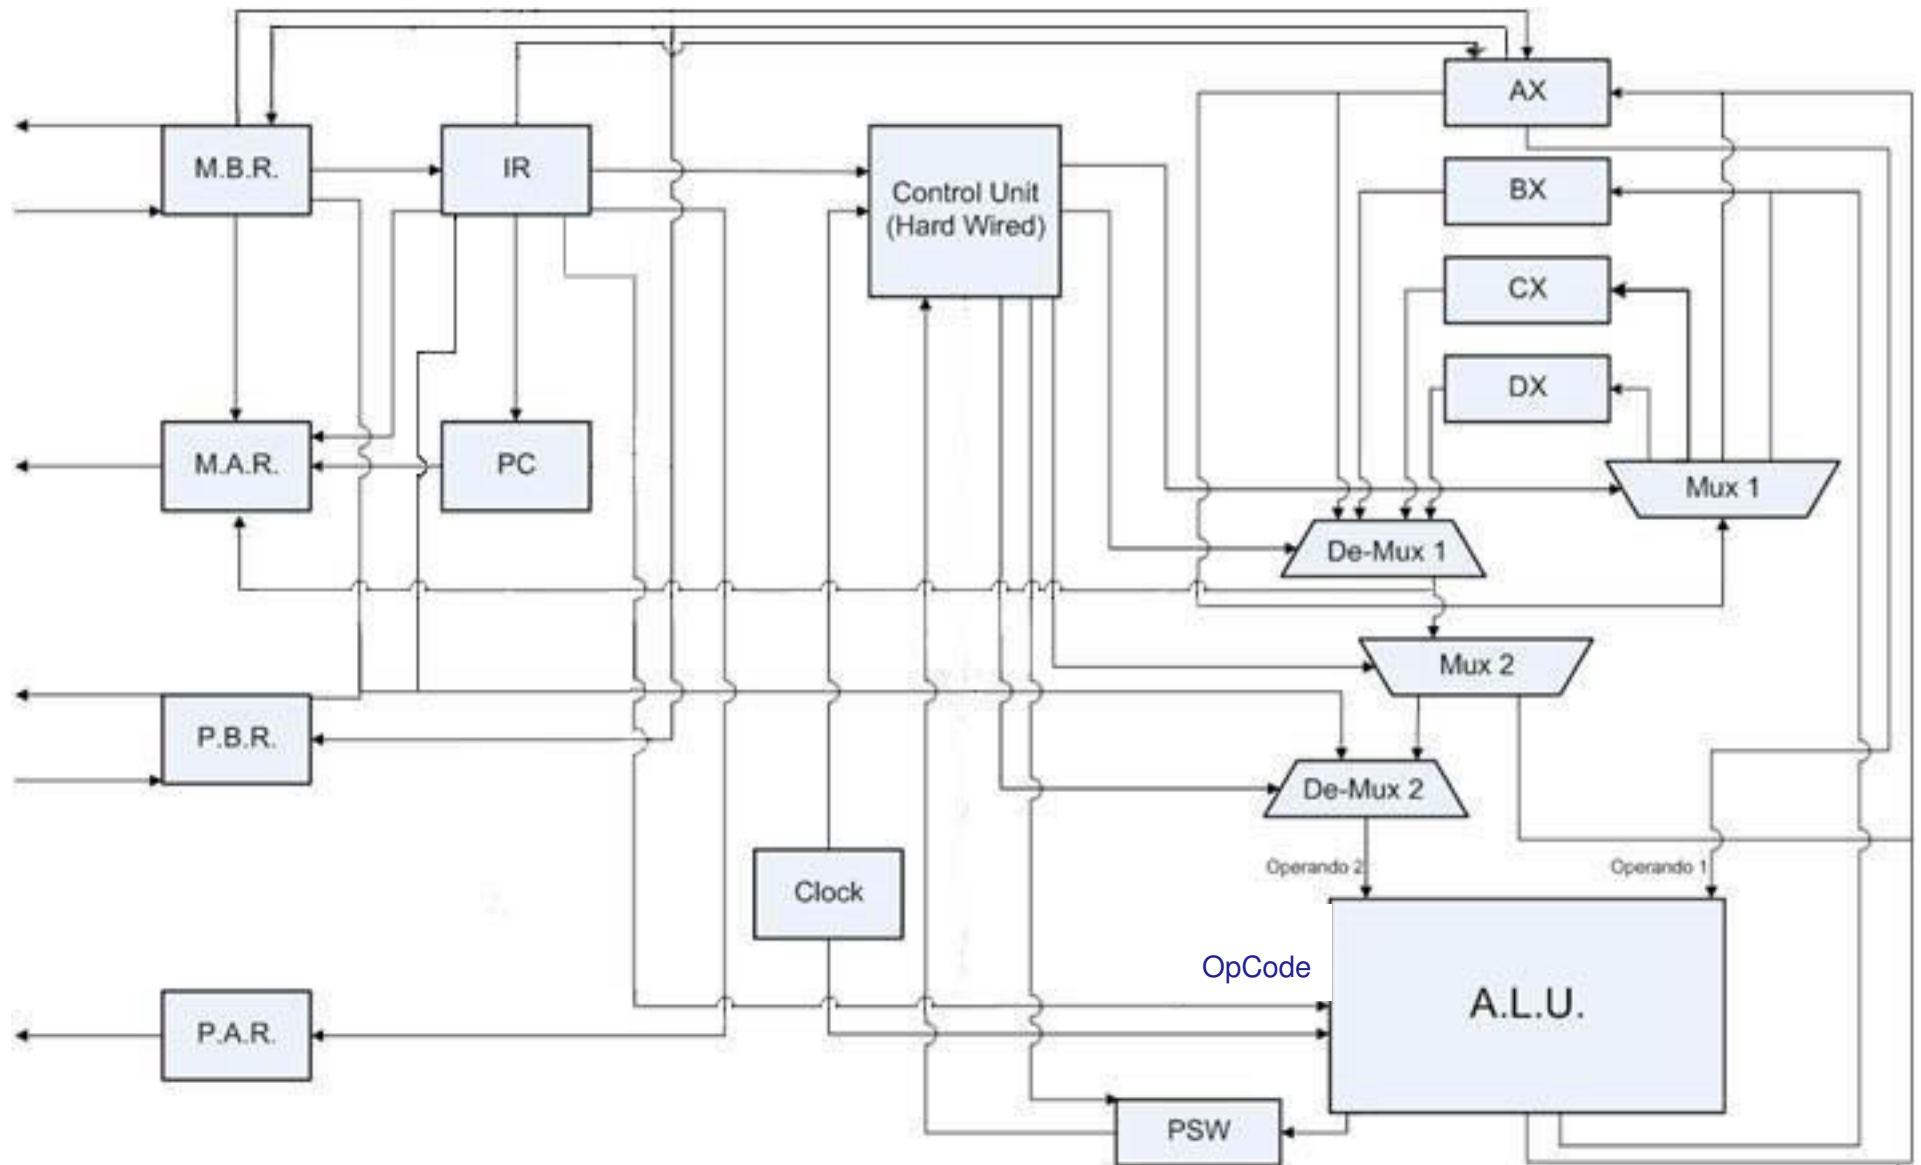 AX
M.B.R.
IR
Control Unit
(Hard Wired)
BX
CX
DX
M.A.R.
PC
Mux 1
De-Mux 1
Mux 2
P.B.R.
De-Mux 2
Operando 2
Operando 1
Clock
OpCode
A.L.U.
P.A.R.
PSW